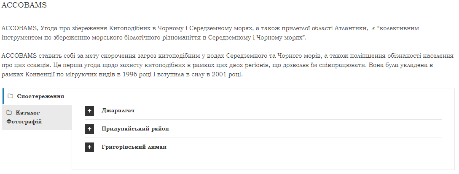 ACCOBAMS
ACCOBAMS, Угода про збереження Китоподібних в Чорному і Середземному морях, а також прилеглої області Атлантики, є "колективним
інструментом по збереженню морського біологічного різноманіття в Середземному і Чорному морях".
ACCOBAMS ставить собі за мету скорочення загроз китоподібним у водах Середземного та Чорного морів, а також поліпшення обізнаності населення
про цих ссавців. Це перша угода щодо захисту китоподібних в рамках цих двох регіонів, що дозволяє їм співпрацювати. Вона була укладена в
рамках Конвенції по мігруючих видів в 1996 році і вступила в силу в 2001 році.
Спостереження
Каталог
Фотографій
Джарилгач
Придунайський район
Григорівський лиман